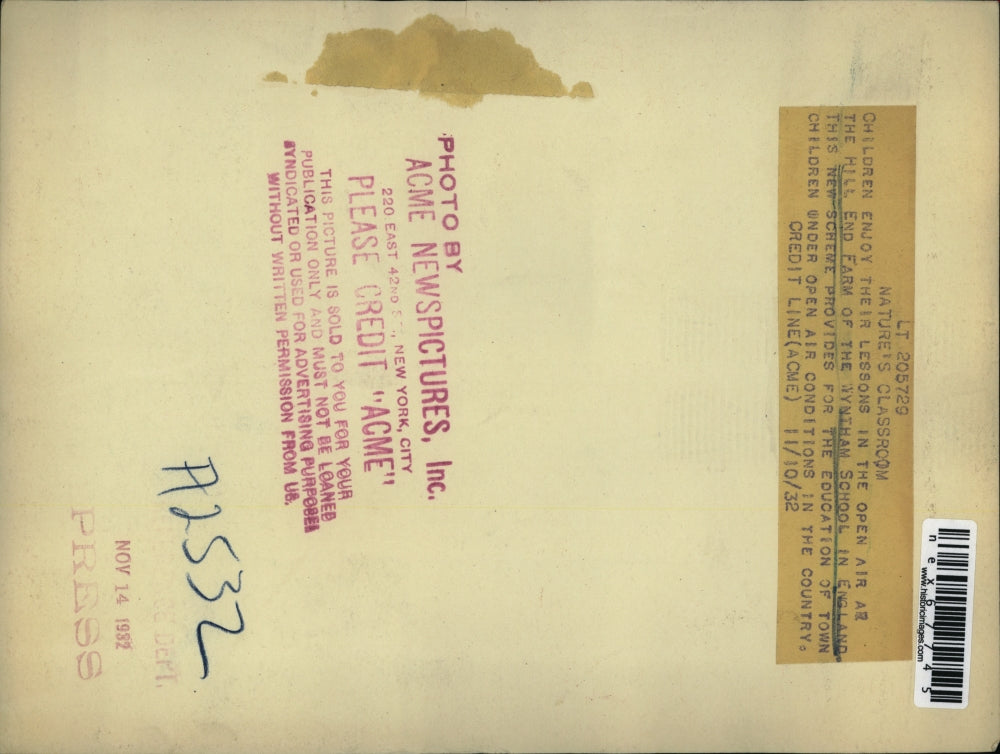 LT 205729
NATURE'S CLASSROOM
CHILDREN ENJOY THEIR LESSONS IN THE OPEN AIR AR
THE HILL END FARM OF THE WYNTHAM SCHOOL IN ENGLAND.
THIS NEW SCHEME PROVIDES FOR THE EDUCATION OF TOWN
CHILDREN UNDER OPEN AIR CONDITIONS IN THE COUNTRY.
CREDIT LINE(ACME) 11/10/32
nex67745
www.historicimages.com
PHOTO BY
ACME NEWSPICTURES, Inc.
220 EAST 42ND ST., NEW YORK, CITY
PLEASE CREDIT "ACME"
THIS PICTURE IS SOLD TO YOU FOR YOUR
PUBLICATION ONLY AND MUST NOT BE LOANED
SYNDICATED OR USED FOR ADVERTISING PURPOSES
WITHOUT WRITTEN PERMISSION FROM US.
A2532
DEPT.
NOV 14 1932
PRESS